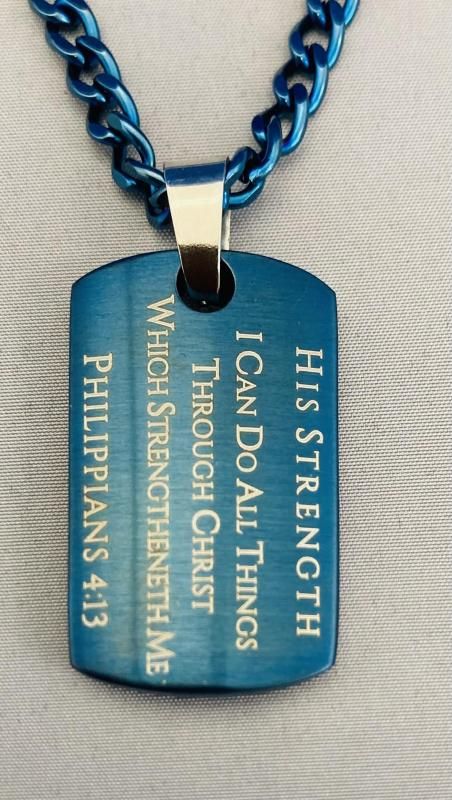 HIS STRENGTH
I CAN DO ALL THINGS
THROUGH CHRIST
WHICH STRENGTHENETH ME
PHILIPPIANS 4:13